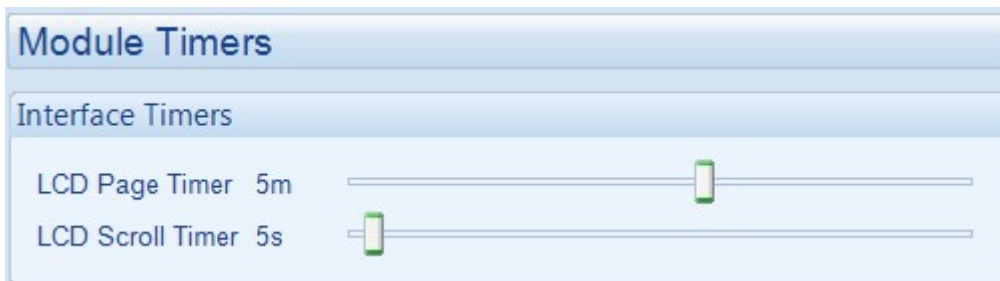 Module Timers
Interface Timers
LCD Page Timer 5m
LCD Scroll Timer 5s